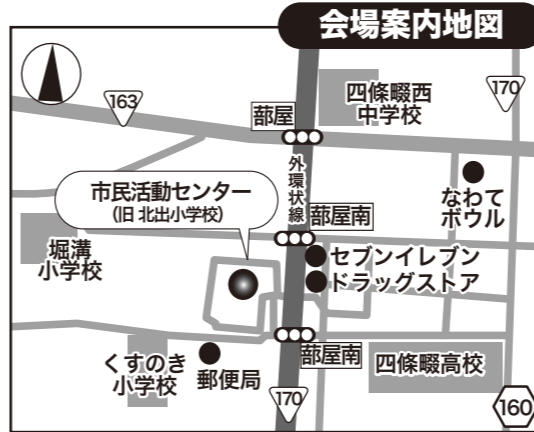 会場案内地図
163
蔀屋
四條畷西
中学校
170
外環状線
市民活動センター
(旧 北出小学校)
蔀屋南
なわて
ボウル
堀溝
小学校
セブンイレブン
ドラッグストア
蔀屋南
くすのき
小学校
郵便局
四條畷高校
170
160